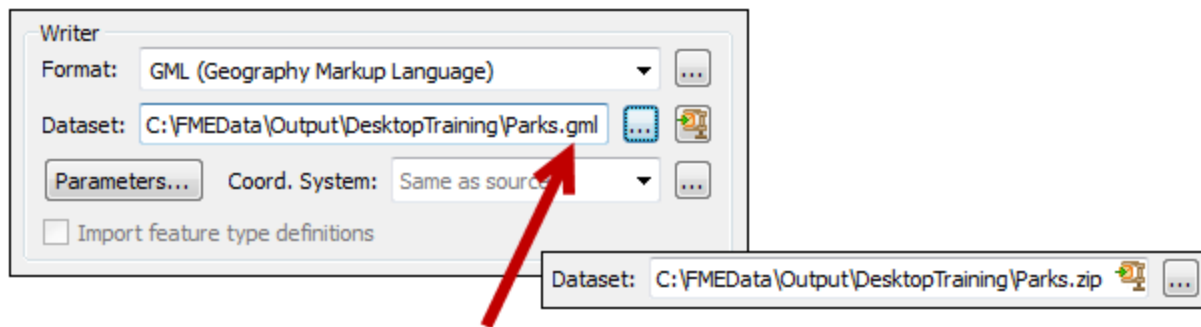 Writer
Format: GML (Geography Markup Language) ...
Dataset: C:\FMEData\Output\DesktopTraining\Parks.gml ...
Parameters... Coord. System: Same as source ...
Import feature type definitions
Dataset: C:\FMEData\Output\DesktopTraining\Parks.zip ...